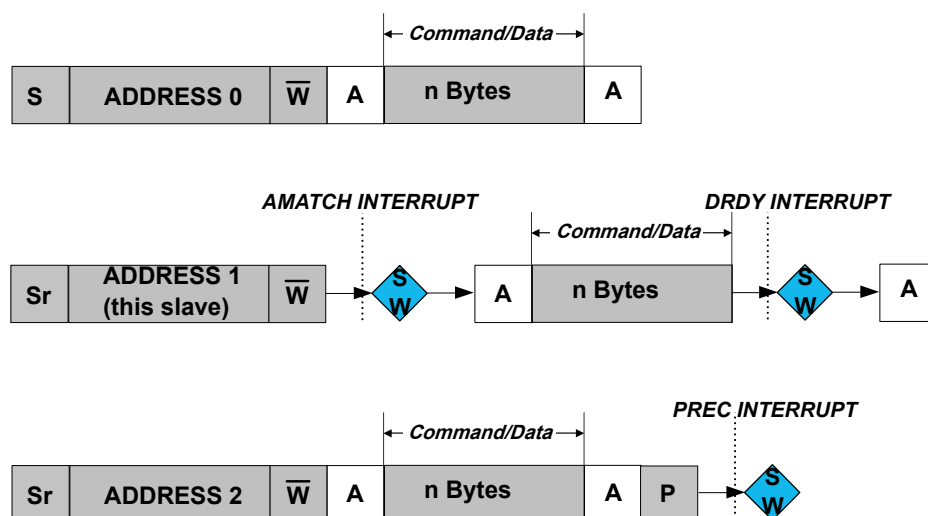 Command/Data
S ADDRESS 0 W̅ A n Bytes A
AMATCH INTERRUPT DRDY INTERRUPT
Command/Data
Sr ADDRESS 1 (this slave) W̅ S W A n Bytes S W A
PREC INTERRUPT
Command/Data
Sr ADDRESS 2 W̅ A n Bytes A P S W